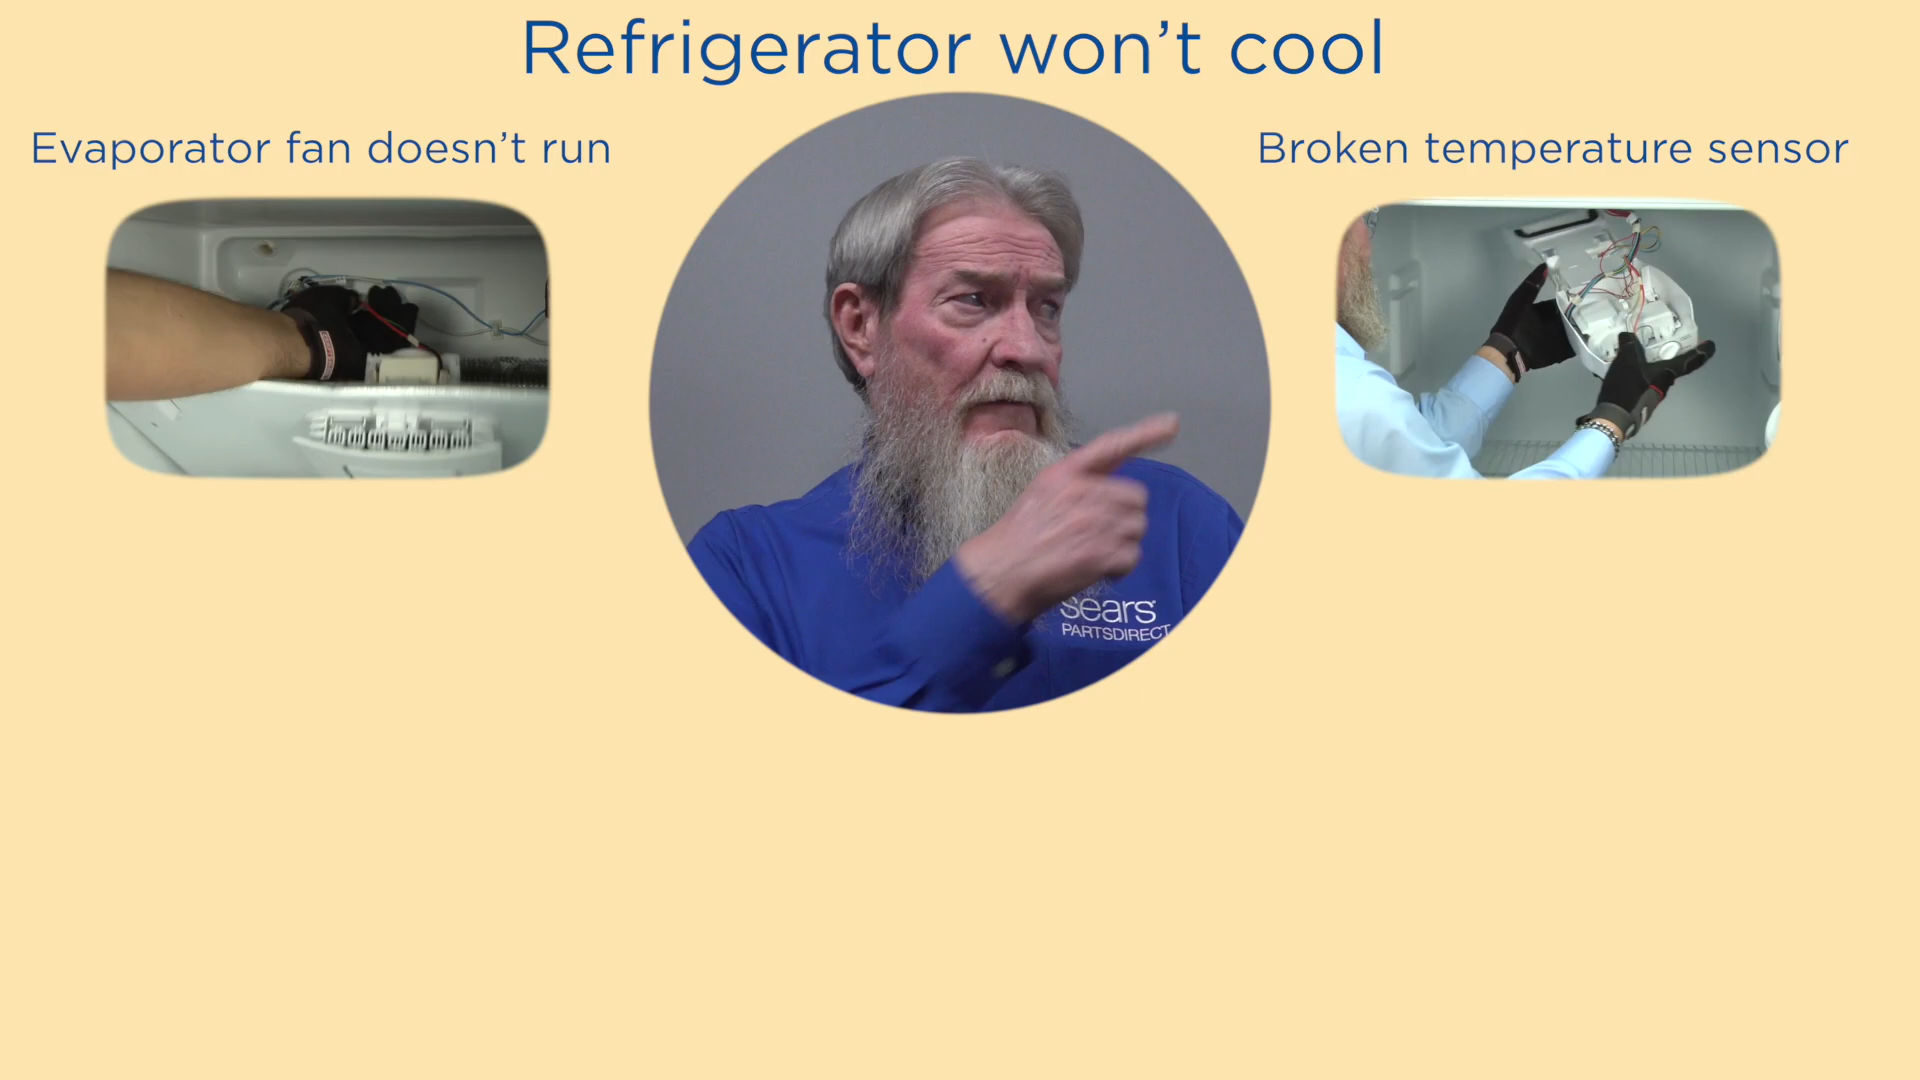 Refrigerator won’t cool
Evaporator fan doesn’t run
Broken temperature sensor
sears
PARTSDIRECT